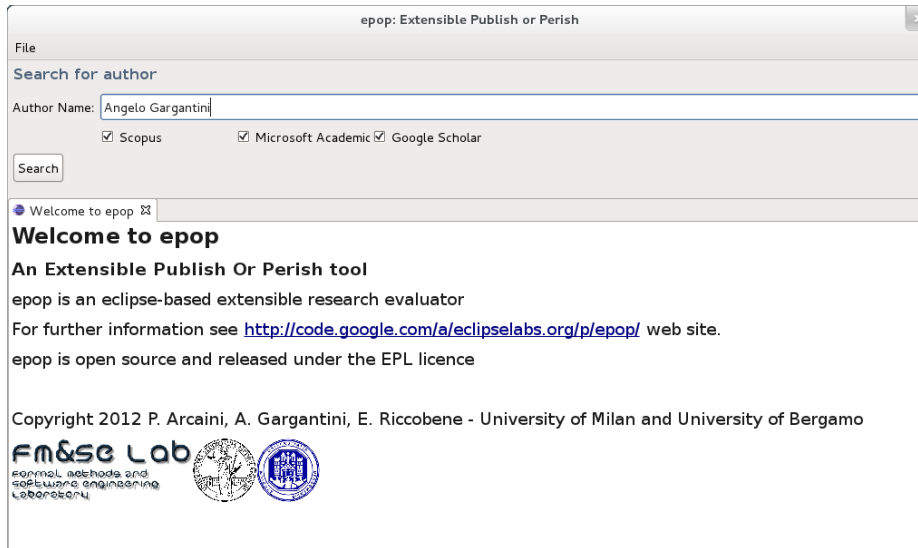 epop: Extensible Publish or Perish
File
Search for author
Author Name: Angelo Gargantini
Scopus Microsoft Academic Google Scholar
Search
Welcome to epop
Welcome to epop
An Extensible Publish Or Perish tool
epop is an eclipse-based extensible research evaluator
For further information see http://code.google.com/a/eclipselabs.org/p/epop/ web site.
epop is open source and released under the EPL licence
Copyright 2012 P. Arcaini, A. Gargantini, E. Riccobene - University of Milan and University of Bergamo
FM&SE Lab
Formal methods and
software engineering
Laboratory